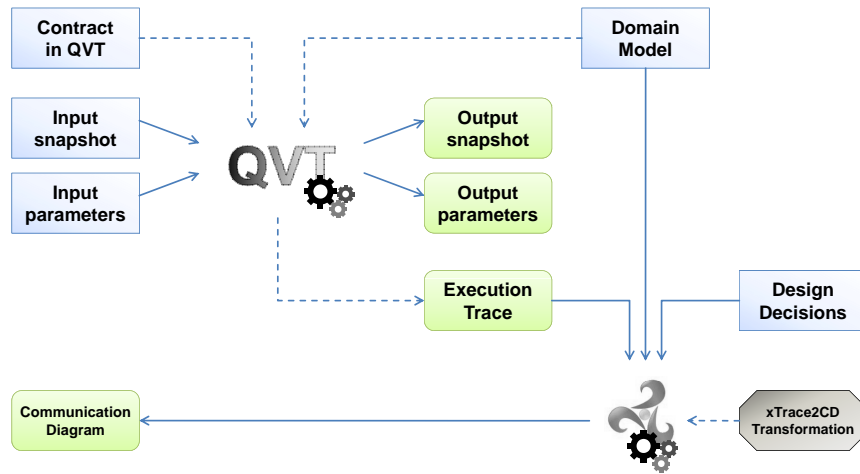 Contract
in QVT
Domain
Model
Input
snapshot
Output
snapshot
QVT
Input
parameters
Output
parameters
Execution
Trace
Design
Decisions
Communication
Diagram
xTrace2CD
Transformation